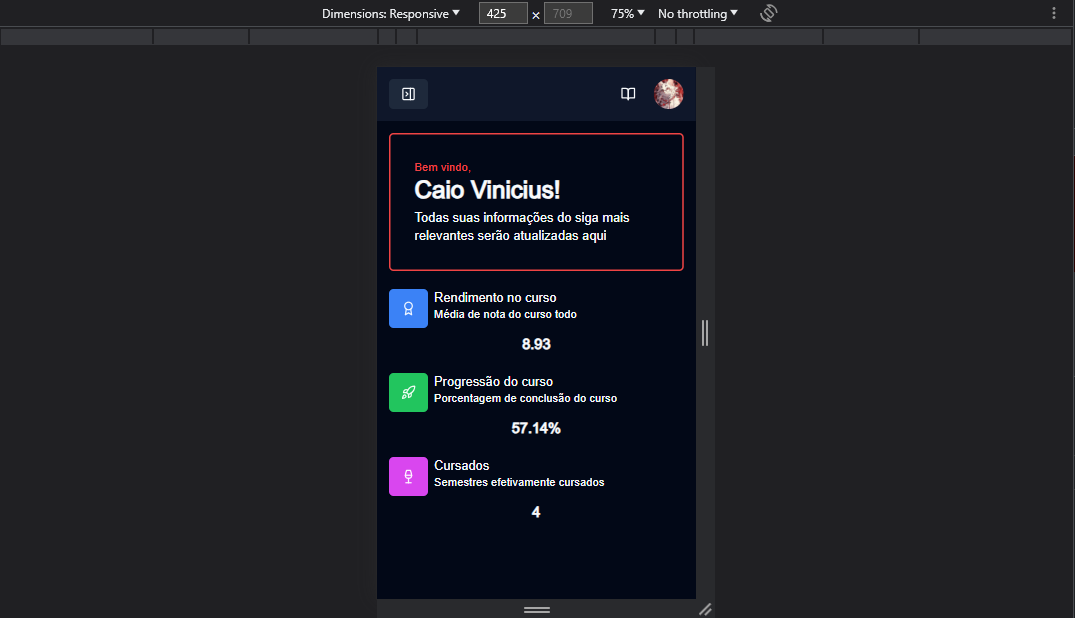 Dimensions: Responsive 425 × 709 75% No throttling
Bem vindo,
Caio Vinicius!
Todas suas informações do siga mais
relevantes serão atualizadas aqui
Rendimento no curso
Média de nota do curso todo
8.93
Progressão do curso
Porcentagem de conclusão do curso
57.14%
Cursados
Semestres efetivamente cursados
4